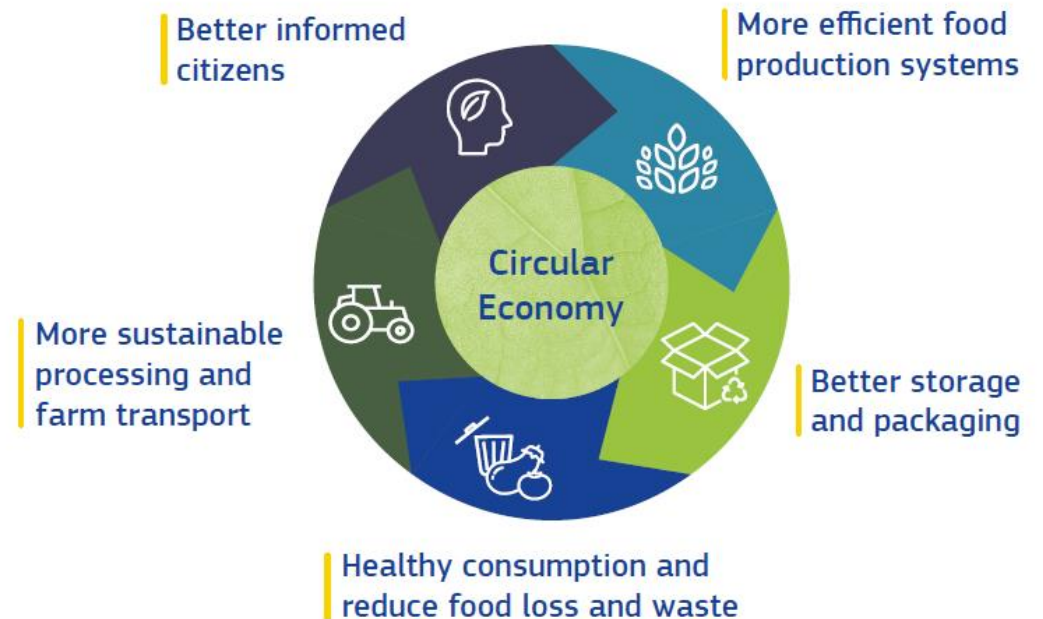 Better informed
citizens
More efficient food
production systems
Circular
Economy
More sustainable
processing and
farm transport
Better storage
and packaging
Healthy consumption and
reduce food loss and waste